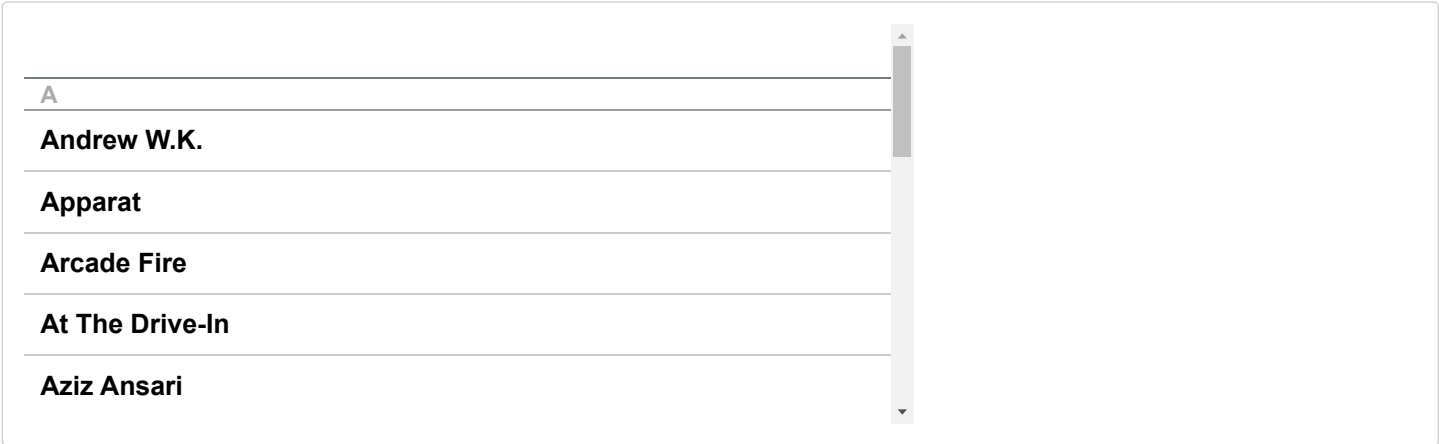 A
Andrew W.K.
Apparat
Arcade Fire
At The Drive-In
Aziz Ansari